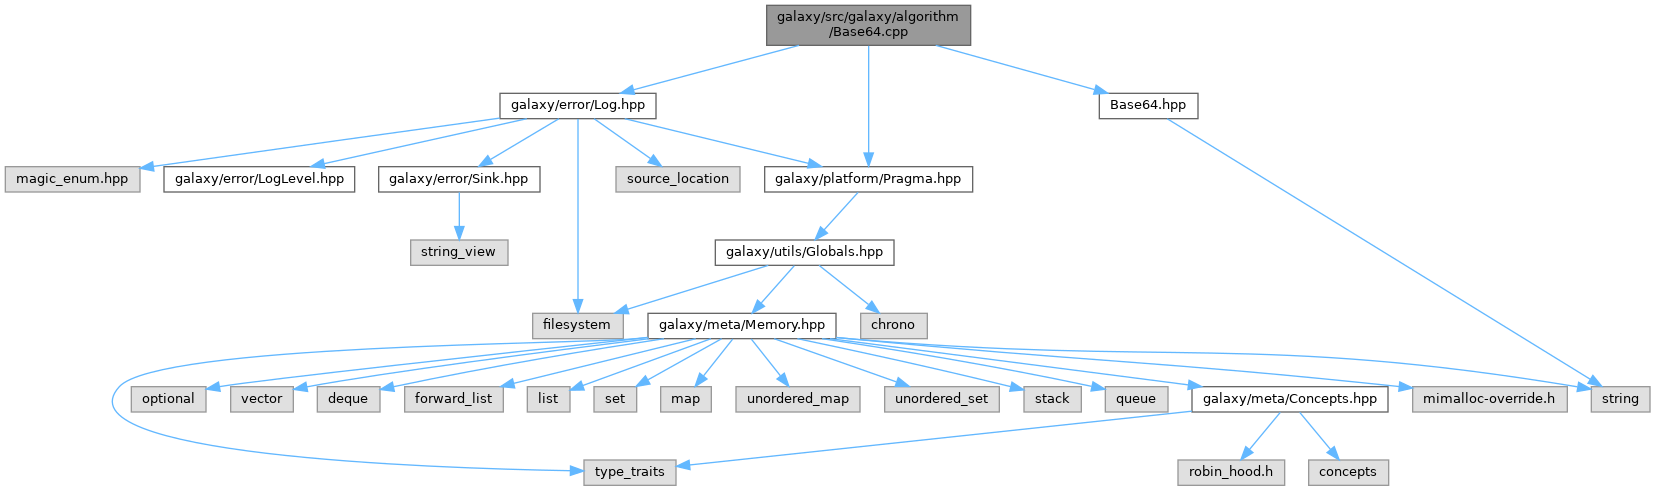 galaxy/src/galaxy/algorithm
/Base64.cpp
galaxy/error/Log.hpp
Base64.hpp
magic_enum.hpp
galaxy/error/LogLevel.hpp
galaxy/error/Sink.hpp
source_location
galaxy/platform/Pragma.hpp
string_view
galaxy/utils/Globals.hpp
filesystem
galaxy/meta/Memory.hpp
chrono
optional
vector
deque
forward_list
list
set
map
unordered_map
unordered_set
stack
queue
galaxy/meta/Concepts.hpp
mimalloc-override.h
string
type_traits
robin_hood.h
concepts